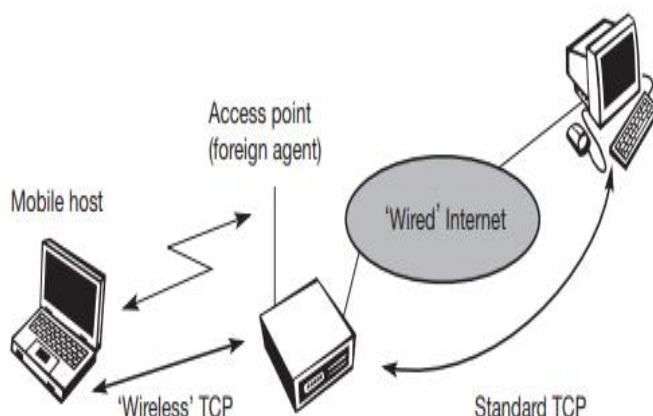 Access point
(foreign agent)
Mobile host
'Wired' Internet
'Wireless' TCP
Standard TCP